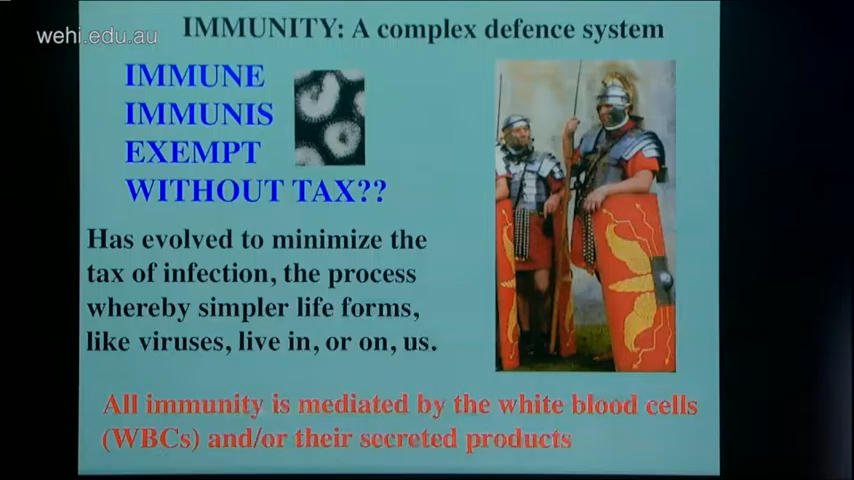 wehi.edu.au
IMMUNITY: A complex defence system
IMMUNE
IMMUNIS
EXEMPT
WITHOUT TAX??
Has evolved to minimize the
tax of infection, the process
whereby simpler life forms,
like viruses, live in, or on, us.
All immunity is mediated by the white blood cells
(WBCs) and/or their secreted products